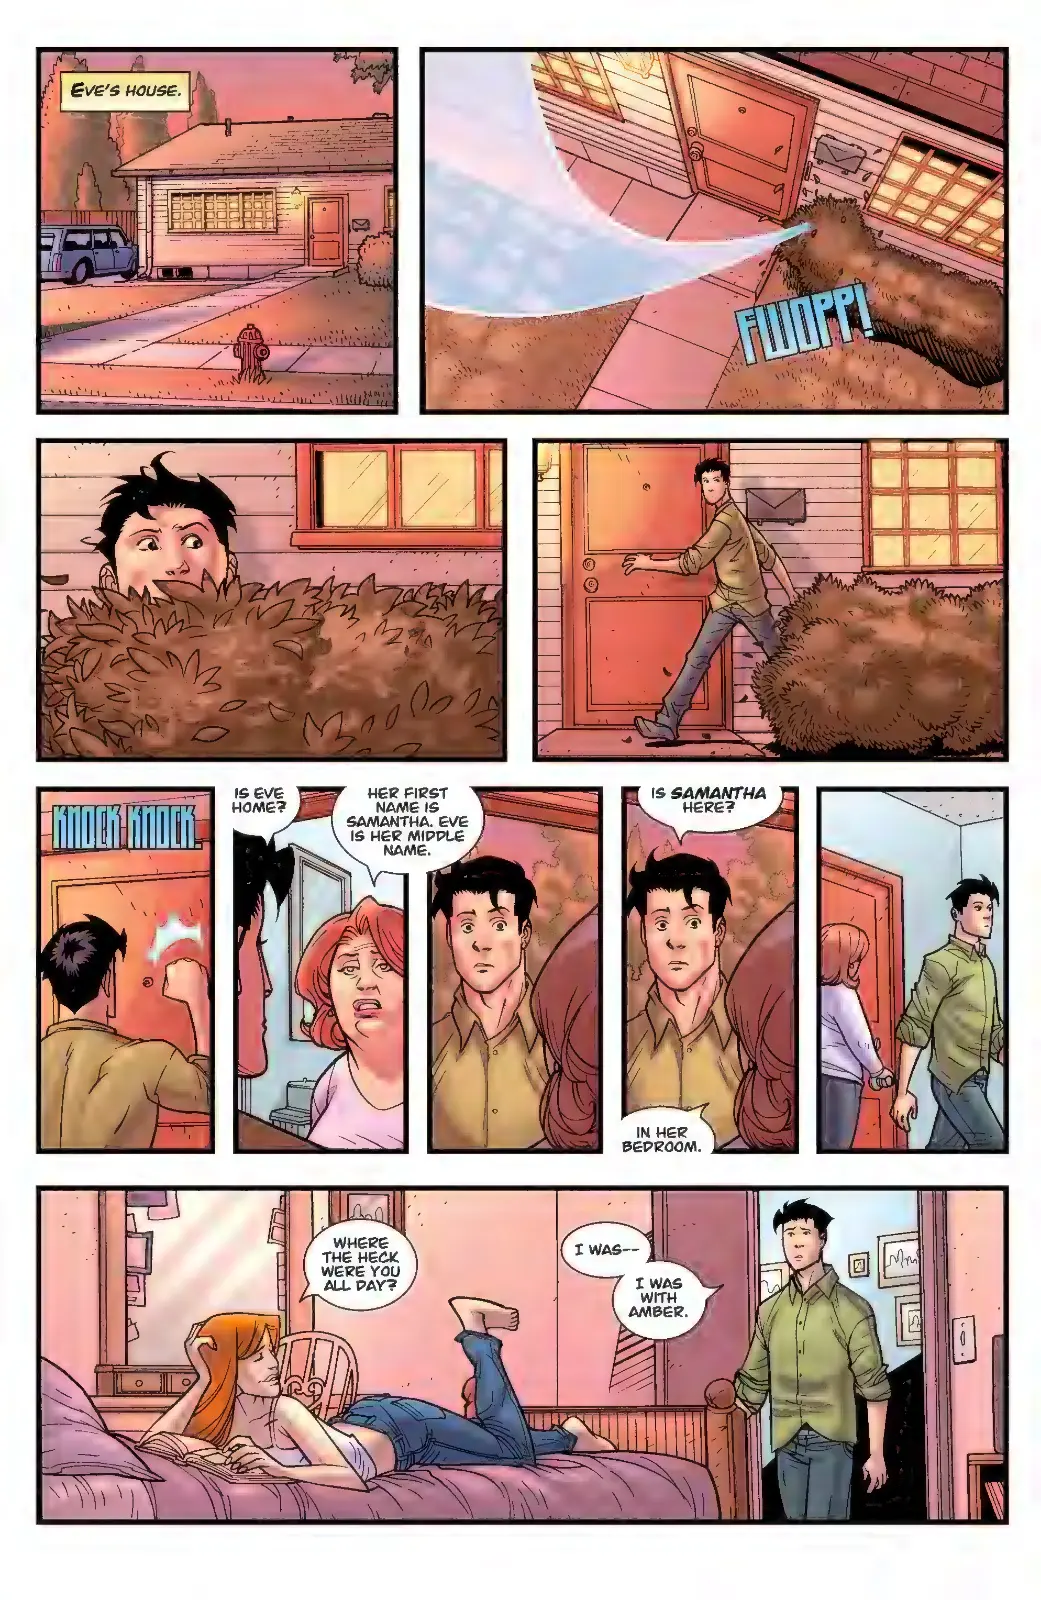 EVE'S HOUSE.
FWOPP!
KNOCK KNOCK.
IS EVE
HOME?
HER FIRST
NAME IS
SAMANTHA. EVE
IS HER MIDDLE
NAME.
IS SAMANTHA
HERE?
IN HER
BEDROOM.
WHERE
THE HECK
WERE YOU
ALL DAY?
I WAS--
I WAS
WITH
AMBER.